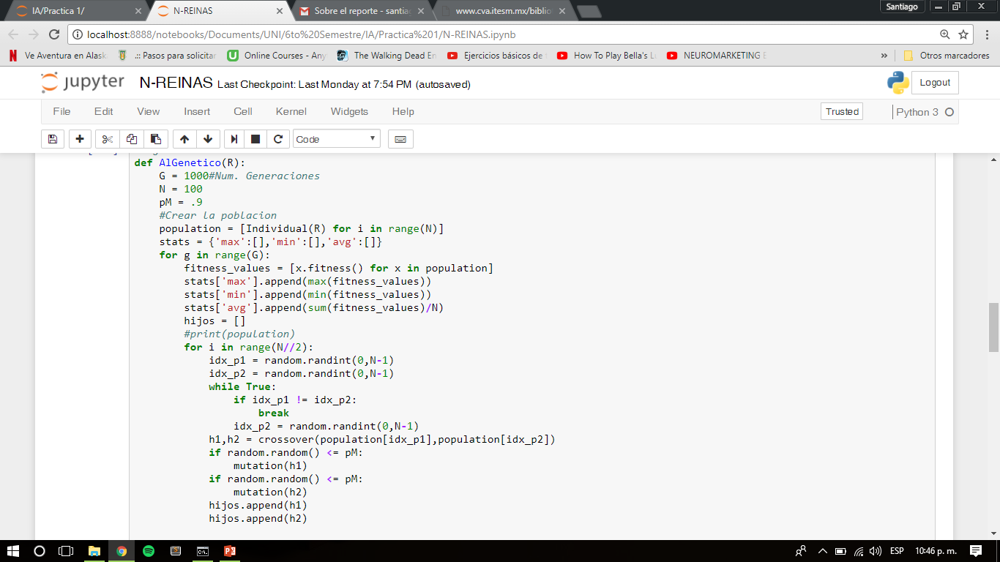 IA/Practica 1/
N-REINAS
Sobre el reporte - santia
www.cva.itesm.mx/biblio
Santiago
localhost:8888/notebooks/Documents/UNI/6to%20Semestre/IA/Practica%201/N-REINAS.ipynb
Ve Aventura en Alask
.:: Pasos para solicitar
Online Courses - Any
The Walking Dead En
Ejercicios básicos de
How To Play Bella's Lu
NEUROMARKETING E
»
Otros marcadores
jupyter N-REINAS Last Checkpoint: Last Monday at 7:54 PM (autosaved)
Logout
File Edit View Insert Cell Kernel Widgets Help
Trusted
Python 3
Code
def AlGenetico(R):
    G = 1000#Num. Generaciones
    N = 100
    pM = .9
    #Crear la poblacion
    population = [Individual(R) for i in range(N)]
    stats = {'max':[],'min':[],'avg':[]}
    for g in range(G):
        fitness_values = [x.fitness() for x in population]
        stats['max'].append(max(fitness_values))
        stats['min'].append(min(fitness_values))
        stats['avg'].append(sum(fitness_values)/N)
        hijos = []
        #print(population)
        for i in range(N//2):
            idx_p1 = random.randint(0,N-1)
            idx_p2 = random.randint(0,N-1)
            while True:
                if idx_p1 != idx_p2:
                    break
                idx_p2 = random.randint(0,N-1)
            h1,h2 = crossover(population[idx_p1],population[idx_p2])
            if random.random() <= pM:
                mutation(h1)
            if random.random() <= pM:
                mutation(h2)
            hijos.append(h1)
            hijos.append(h2)
ESP
10:46 p. m.